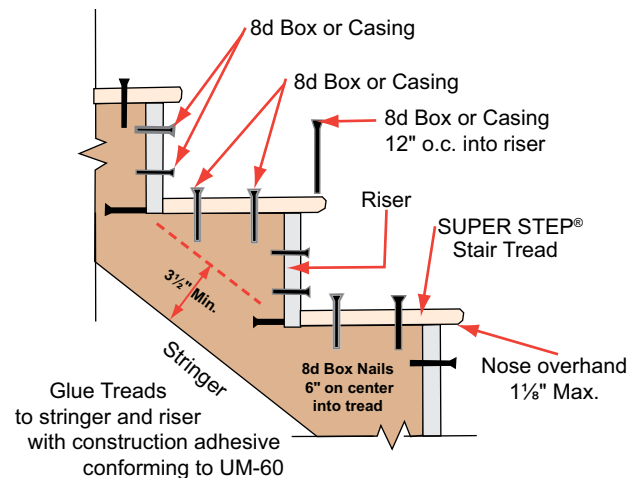 8d Box or Casing
8d Box or Casing
8d Box or Casing
12" o.c. into riser
Riser
SUPER STEP®
Stair Tread
3½" Min.
Stringer
8d Box Nails
6" on center
into tread
Nose overhand
1⅛" Max.
Glue Treads
to stringer and riser
with construction adhesive
conforming to UM-60